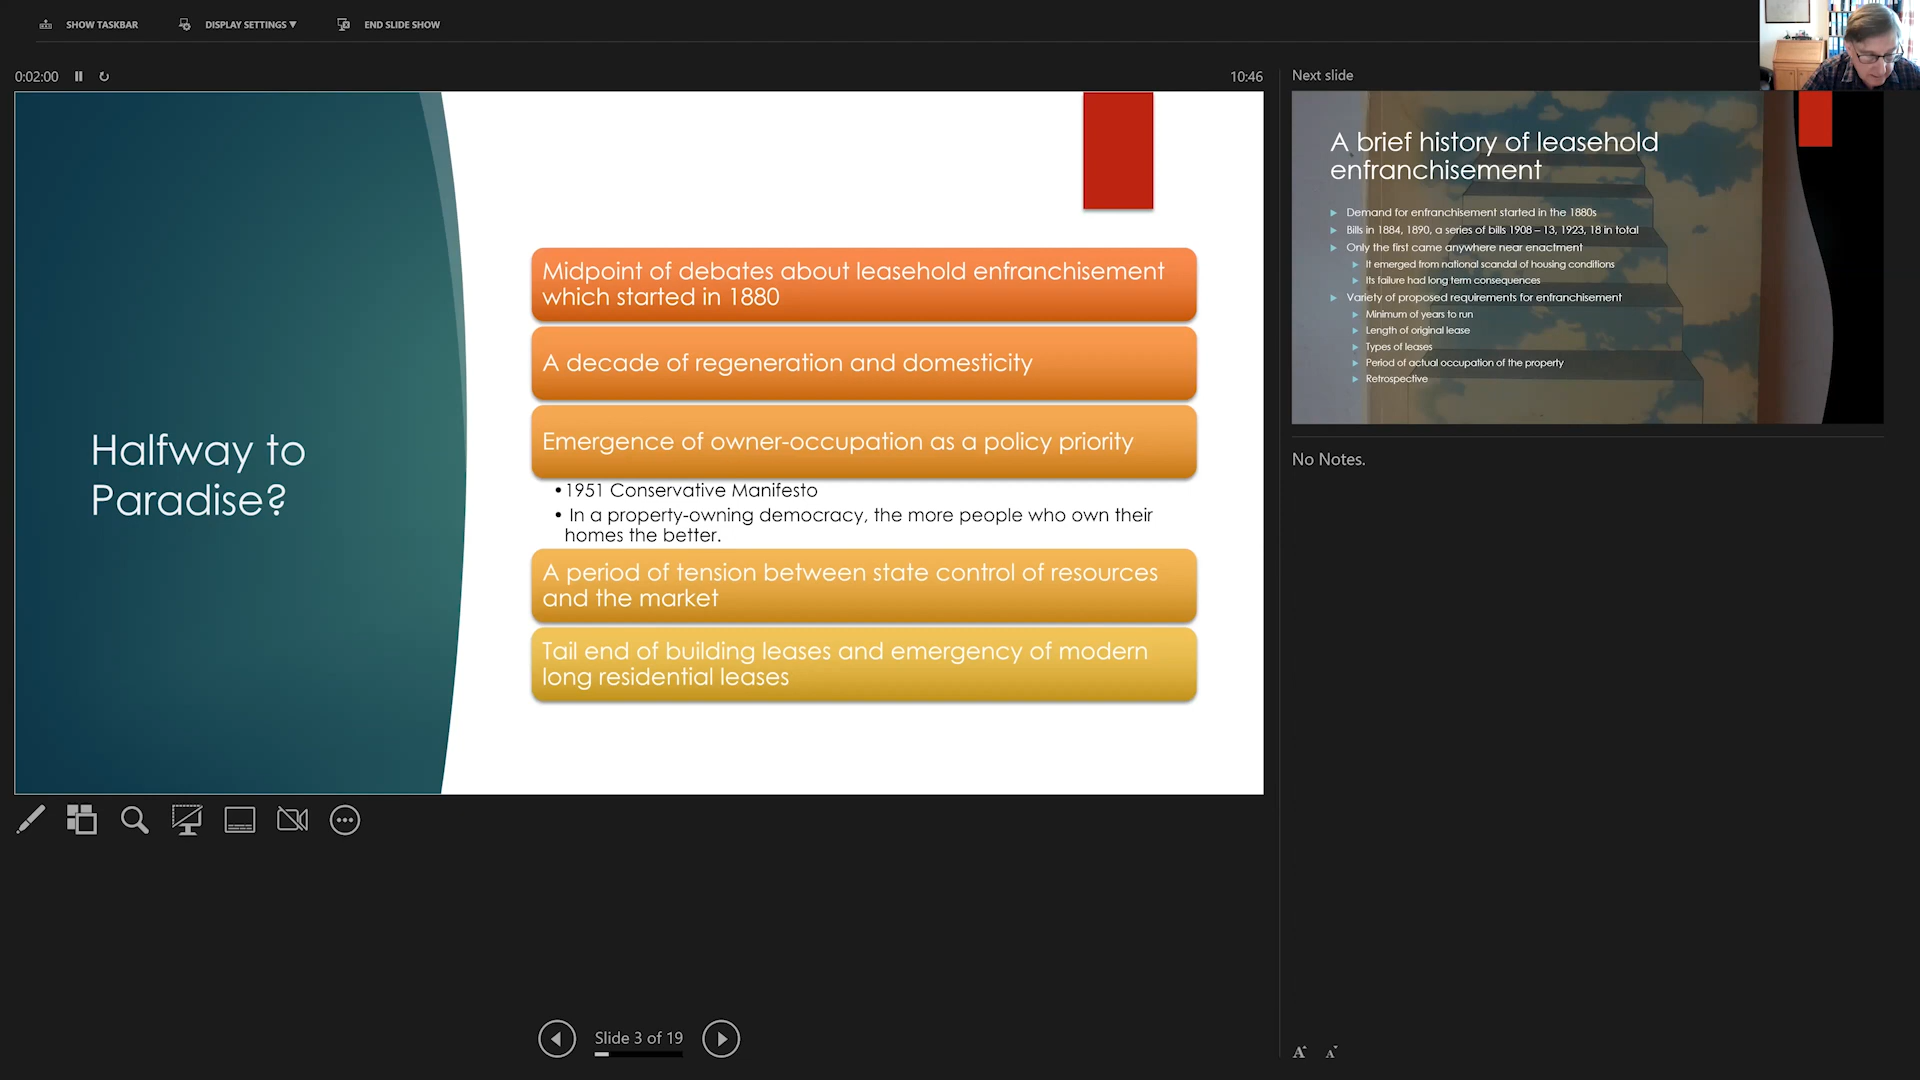 SHOW TASKBAR
DISPLAY SETTINGS ▼
END SLIDE SHOW
0:02:00
10:46
Halfway to
Paradise?
Midpoint of debates about leasehold enfranchisement
which started in 1880
A decade of regeneration and domesticity
Emergence of owner-occupation as a policy priority
• 1951 Conservative Manifesto
• In a property-owning democracy, the more people who own their
homes the better.
A period of tension between state control of resources
and the market
Tail end of building leases and emergency of modern
long residential leases
Slide 3 of 19
Next slide
A brief history of leasehold
enfranchisement
Demand for enfranchisement started in the 1880s
Bills in 1884, 1890, a series of bills 1908 – 13, 1923, 18 in total
Only the first came anywhere near enactment
It emerged from national scandal of housing conditions
Its failure had long term consequences
Variety of proposed requirements for enfranchisement
Minimum of years to run
Length of original lease
Types of leases
Period of actual occupation of the property
Retrospective
No Notes.
A A